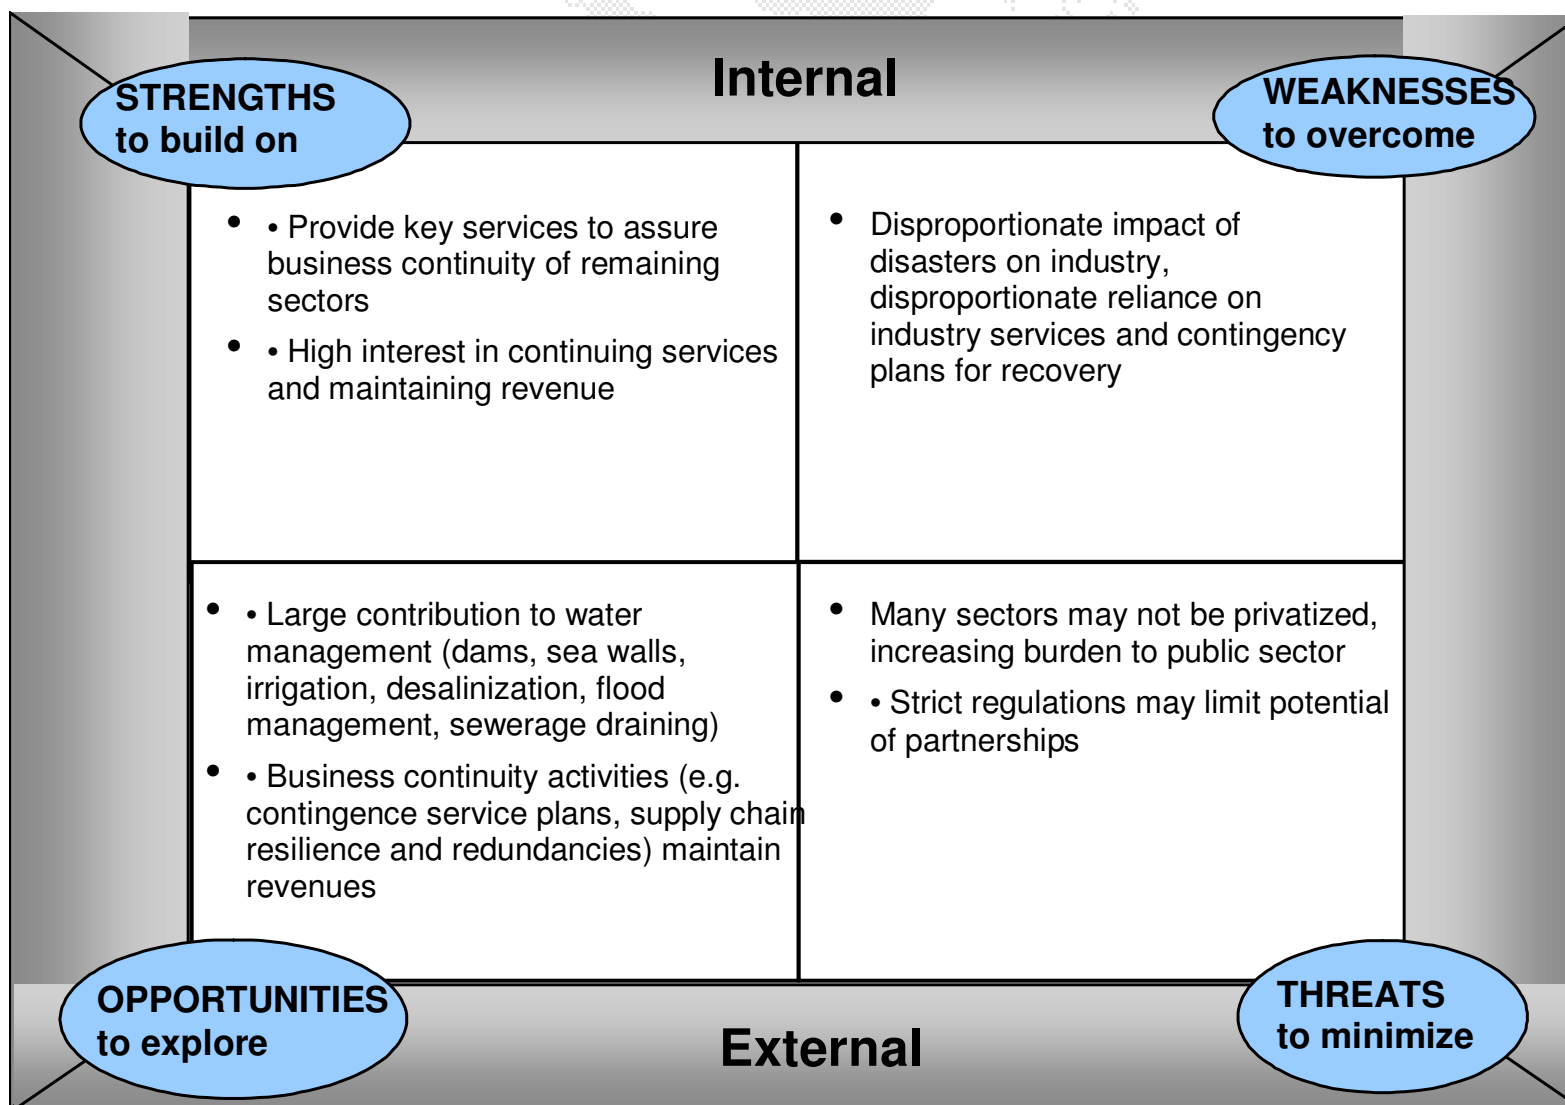 Internal
STRENGTHS
to build on
WEAKNESSES
to overcome
• • Provide key services to assure
business continuity of remaining
sectors
• • High interest in continuing services
and maintaining revenue
• Disproportionate impact of
disasters on industry,
disproportionate reliance on
industry services and contingency
plans for recovery
• • Large contribution to water
management (dams, sea walls,
irrigation, desalinization, flood
management, sewerage draining)
• • Business continuity activities (e.g.
contingence service plans, supply chain
resilience and redundancies) maintain
revenues
• Many sectors may not be privatized,
increasing burden to public sector
• • Strict regulations may limit potential
of partnerships
OPPORTUNITIES
to explore
THREATS
to minimize
External